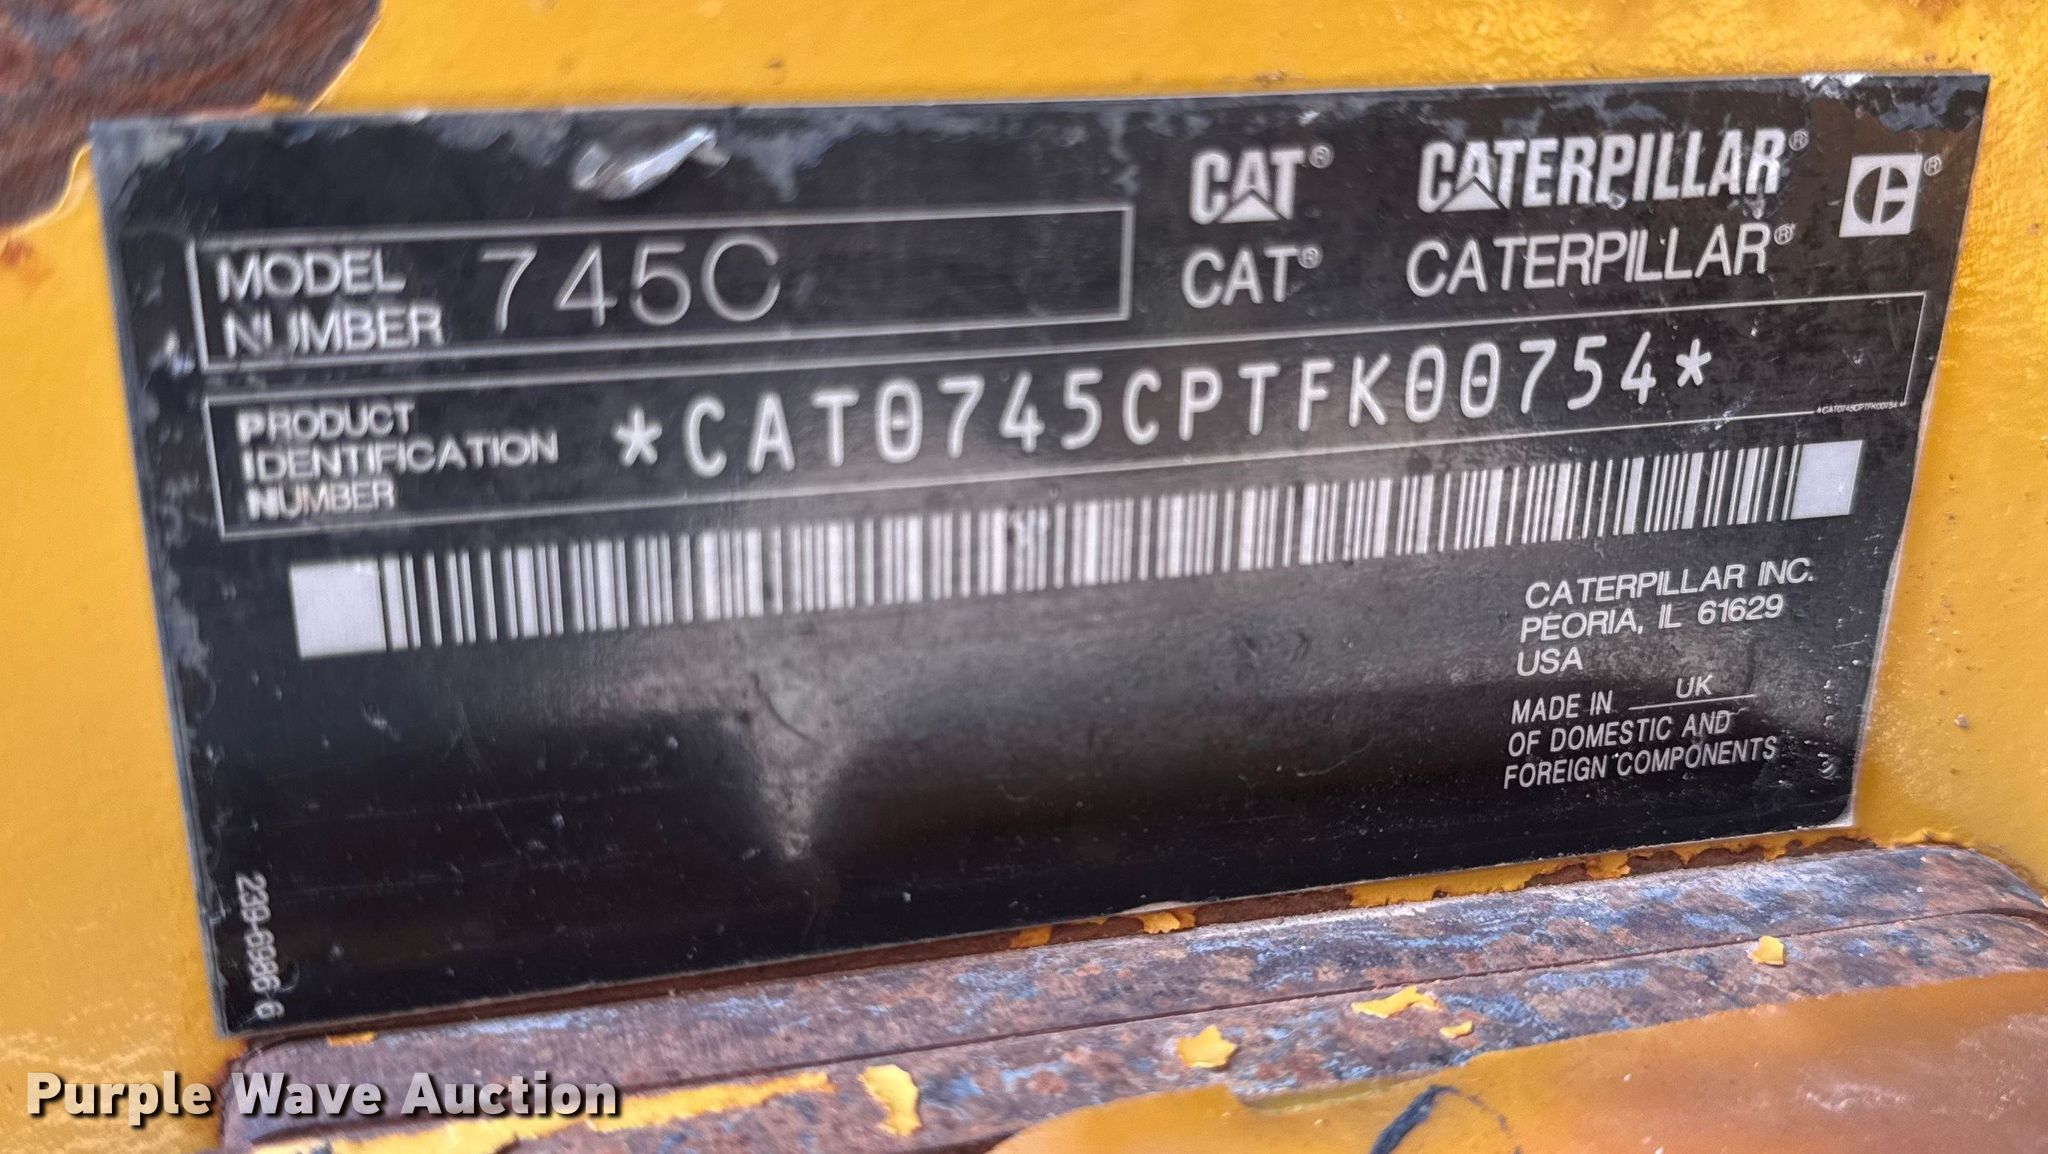 CAT® CATERPILLAR®
CAT® CATERPILLAR®
MODEL
NUMBER 745C
PRODUCT
IDENTIFICATION
NUMBER
*CAT0745CPTFK00754*
*CAT0745CPTFK00754*
CATERPILLAR INC.
PEORIA, IL 61629
USA
MADE IN UK
OF DOMESTIC AND
FOREIGN COMPONENTS
239-6986 6
Purple Wave Auction